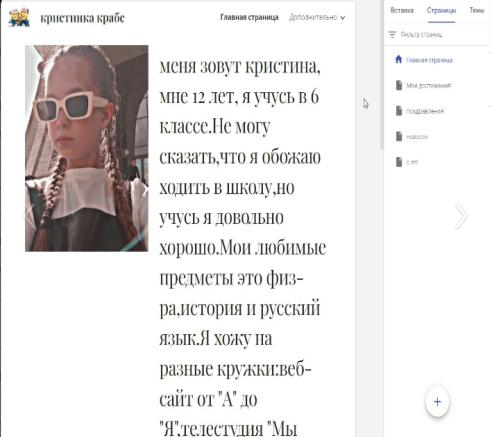 кристинка крабс
Главная страница
Дополнительно
меня зовут кристина,
мне 12 лет, я учусь в 6
классе.Не могу
сказать,что я обожаю
ходить в школу,но
учусь я довольно
хорошо.Мои любимые
предметы это физ-
ра,история и русский
язык.Я хожу на
разные кружки:веб-
сайт от "А" до
"Я",телестудия "Мы
Вставка
Страницы
Темы
Фильтр страниц
Главная страница
Мои достижения!
поздравления!
новости